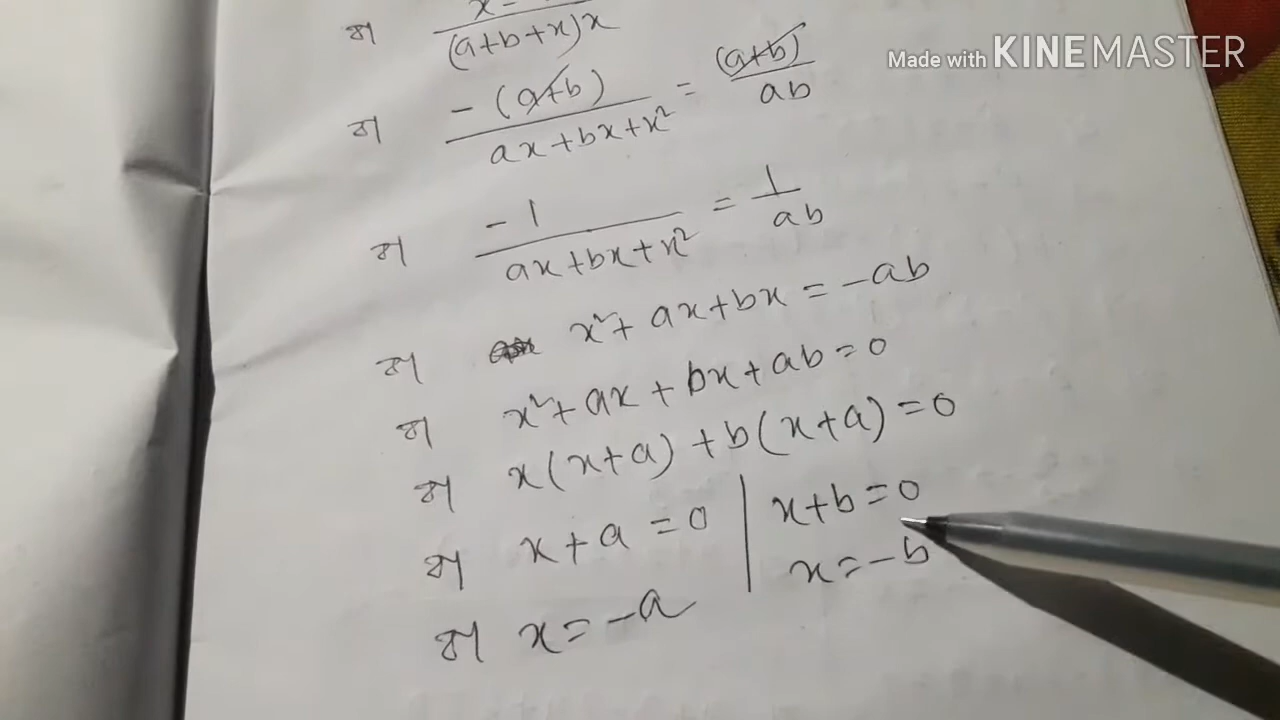 Made with KINEMASTER
वा x - / (a+b+x)x
वा -(a+b) / ax+bx+x² = (a+b) / ab
वा -1 / ax+bx+x² = 1 / ab
वा x²+ax+bx = -ab
वा x²+ax+bx+ab=0
वा x(x+a)+b(x+a)=0
वा x+a=0 | x+b=0
वा x=-a | x=-b